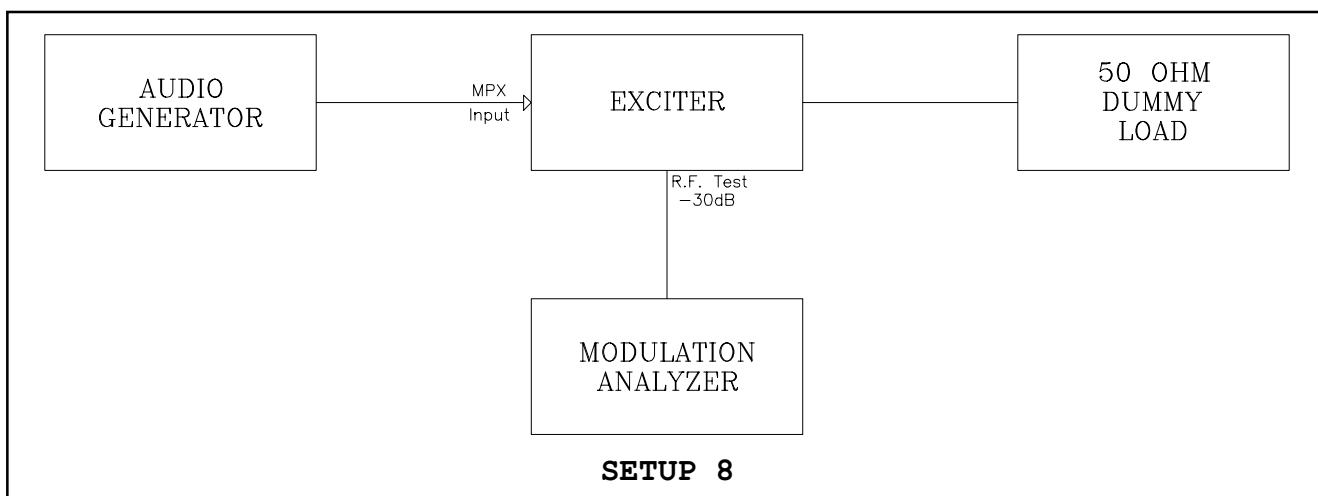 AUDIO
GENERATOR
MPX
Input
EXCITER
50 OHM
DUMMY
LOAD
R.F. Test
-30dB
MODULATION
ANALYZER
SETUP 8